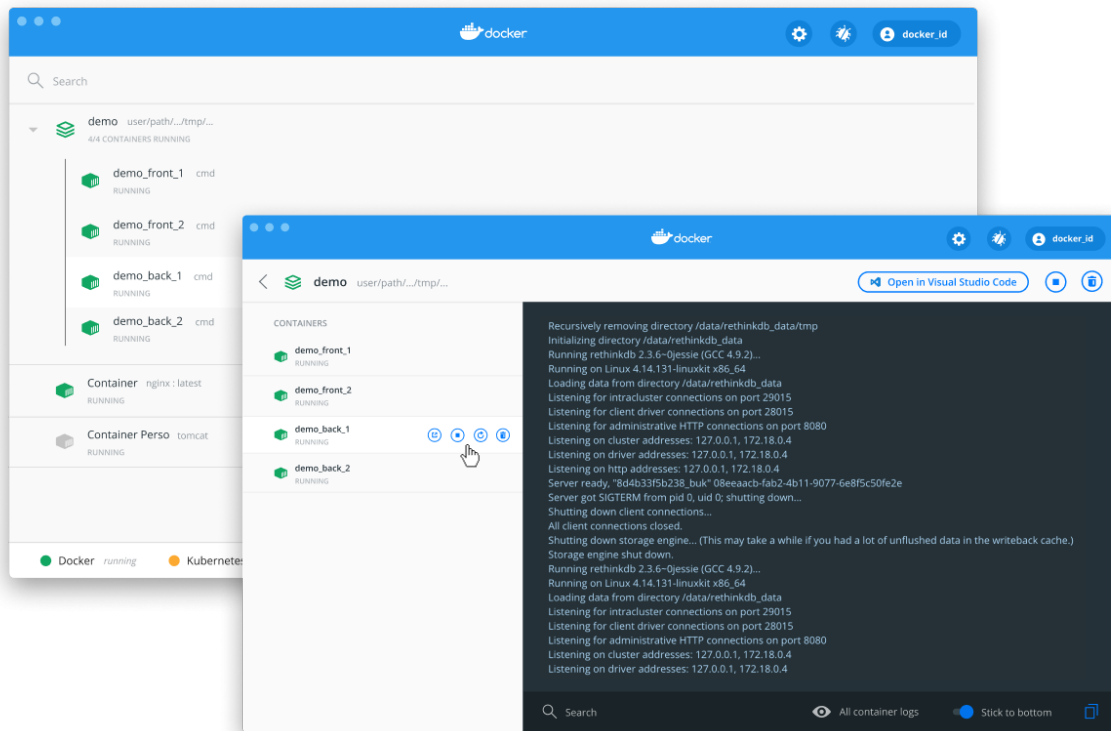 docker
docker_id
Search
demo user/path/.../tmp/...
4/4 CONTAINERS RUNNING
demo_front_1 cmd
RUNNING
demo_front_2 cmd
RUNNING
demo_back_1 cmd
RUNNING
demo_back_2 cmd
RUNNING
Container nginx : latest
RUNNING
Container Perso tomcat
RUNNING
Docker running
Kubernetes
docker
docker_id
demo user/path/.../tmp/...
Open in Visual Studio Code
CONTAINERS
demo_front_1
RUNNING
demo_front_2
RUNNING
demo_back_1
RUNNING
demo_back_2
RUNNING
Recursively removing directory /data/rethinkdb_data/tmp
Initializing directory /data/rethinkdb_data
Running rethinkdb 2.3.6~0jessie (GCC 4.9.2)...
Running on Linux 4.14.131-linuxkit x86_64
Loading data from directory /data/rethinkdb_data
Listening for intracluster connections on port 29015
Listening for client driver connections on port 28015
Listening for administrative HTTP connections on port 8080
Listening on cluster addresses: 127.0.0.1, 172.18.0.4
Listening on driver addresses: 127.0.0.1, 172.18.0.4
Listening on http addresses: 127.0.0.1, 172.18.0.4
Server ready, "8d4b33f5b238_buk" 08eeaacb-fab2-4b11-9077-6e8f5c50fe2e
Server got SIGTERM from pid 0, uid 0; shutting down...
Shutting down client connections...
All client connections closed.
Shutting down storage engine... (This may take a while if you had a lot of unflushed data in the writeback cache.)
Storage engine shut down.
Running rethinkdb 2.3.6~0jessie (GCC 4.9.2)...
Running on Linux 4.14.131-linuxkit x86_64
Loading data from directory /data/rethinkdb_data
Listening for intracluster connections on port 29015
Listening for client driver connections on port 28015
Listening for administrative HTTP connections on port 8080
Listening on cluster addresses: 127.0.0.1, 172.18.0.4
Listening on driver addresses: 127.0.0.1, 172.18.0.4
Search
All container logs
Stick to bottom